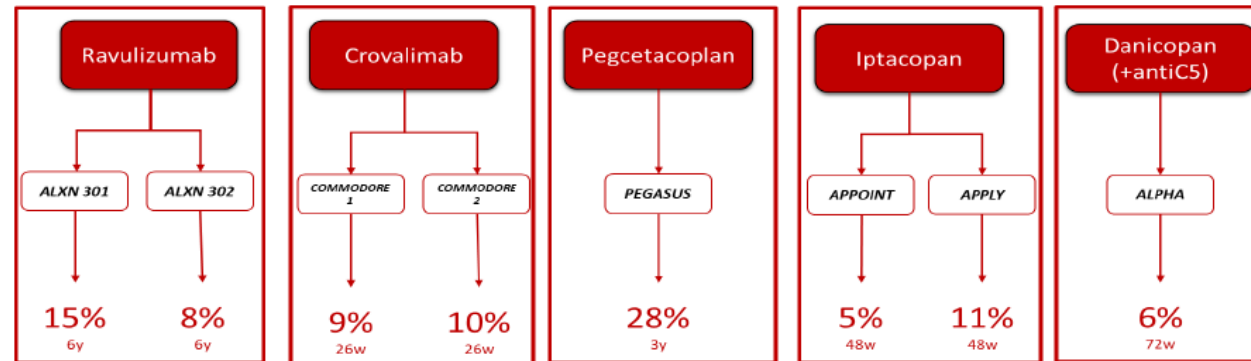 Ravulizumab
ALXN 301
ALXN 302
15%
6y
8%
6y
Crovalimab
COMMODORE
1
COMMODORE
2
9%
26w
10%
26w
Pegcetacoplan
PEGASUS
28%
3y
Iptacopan
APPOINT
APPLY
5%
48w
11%
48w
Danicopan
(+antiC5)
ALPHA
6%
72w